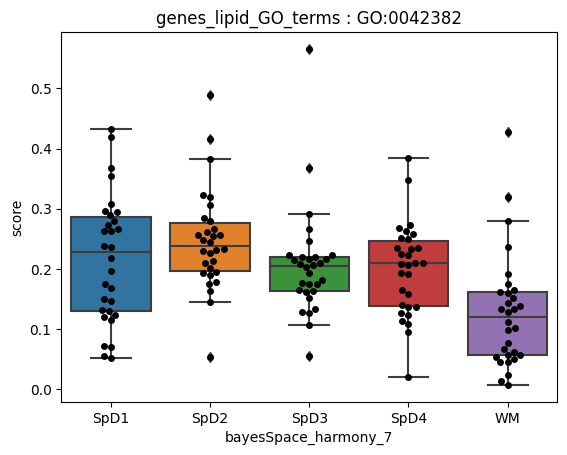 genes_lipid_GO_terms : GO:0042382
0.5
0.4
0.3
0.2
0.1
0.0
score
SpD1 SpD2 SpD3 SpD4 WM
bayesSpace_harmony_7